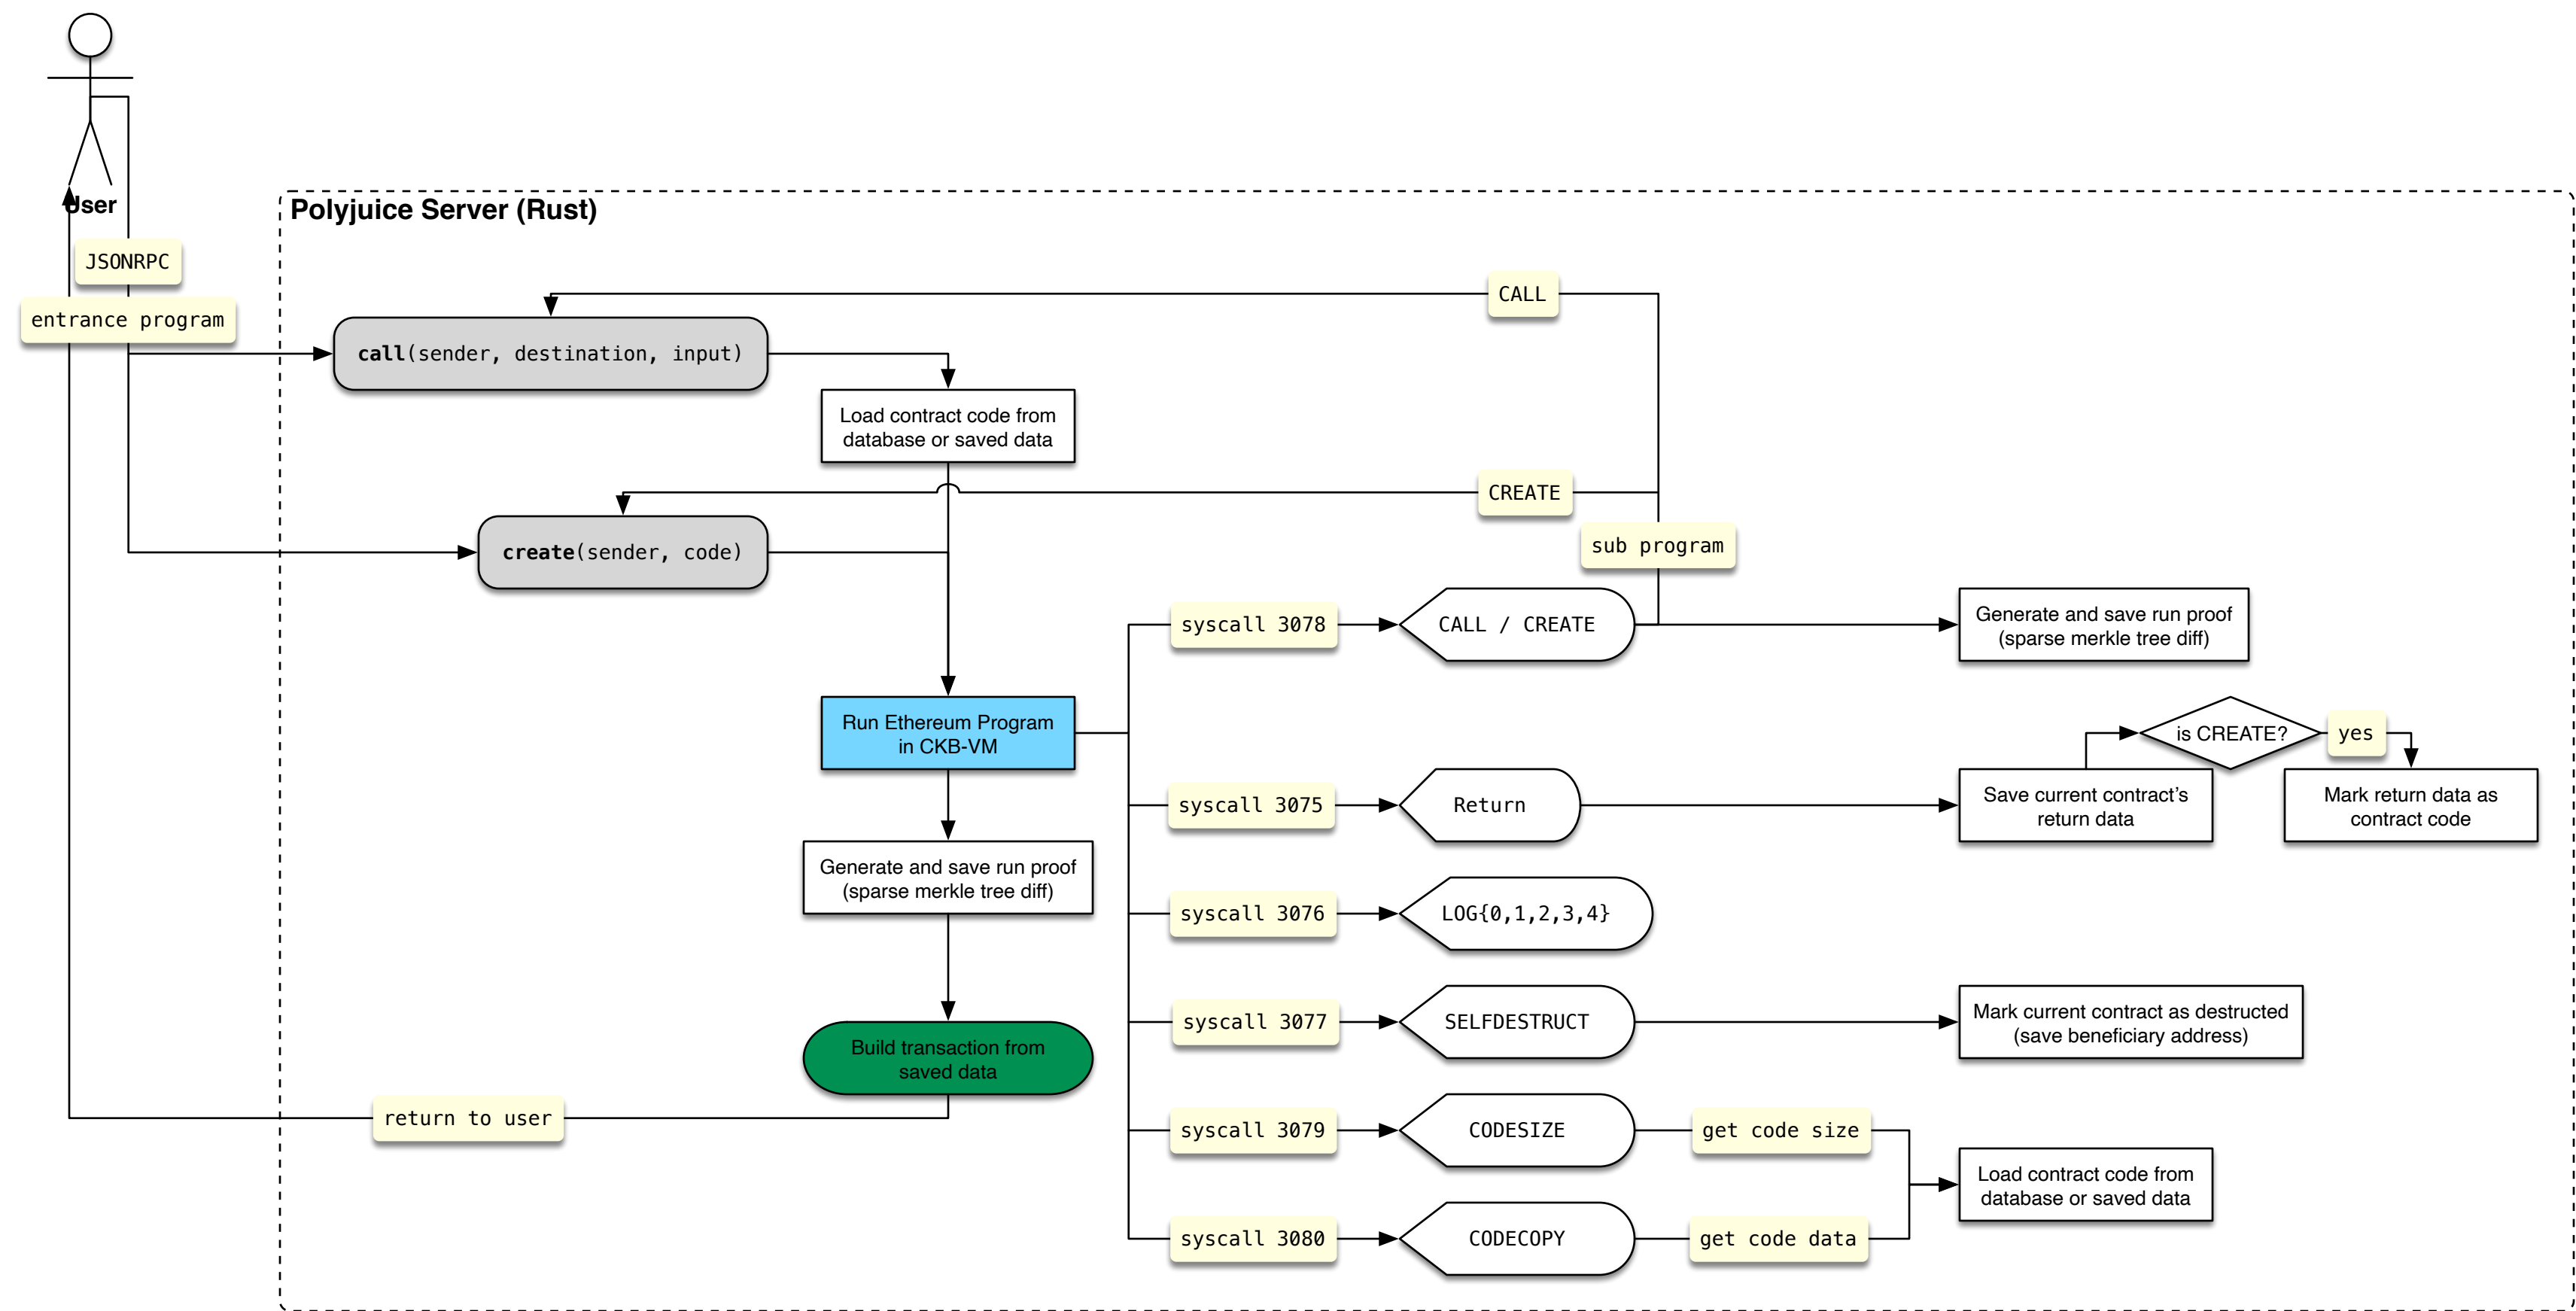 User
Polyjuice Server (Rust)
JSONRPC
entrance program
CALL
call(sender, destination, input)
Load contract code from
database or saved data
CREATE
create(sender, code)
sub program
syscall 3078
CALL / CREATE
Generate and save run proof
(sparse merkle tree diff)
Run Ethereum Program
in CKB-VM
is CREATE?
yes
syscall 3075
Return
Save current contract's
return data
Mark return data as
contract code
Generate and save run proof
(sparse merkle tree diff)
syscall 3076
LOG{0,1,2,3,4}
syscall 3077
SELFDESTRUCT
Mark current contract as destructed
(save beneficiary address)
Build transaction from
saved data
return to user
syscall 3079
CODESIZE
get code size
Load contract code from
database or saved data
syscall 3080
CODECOPY
get code data